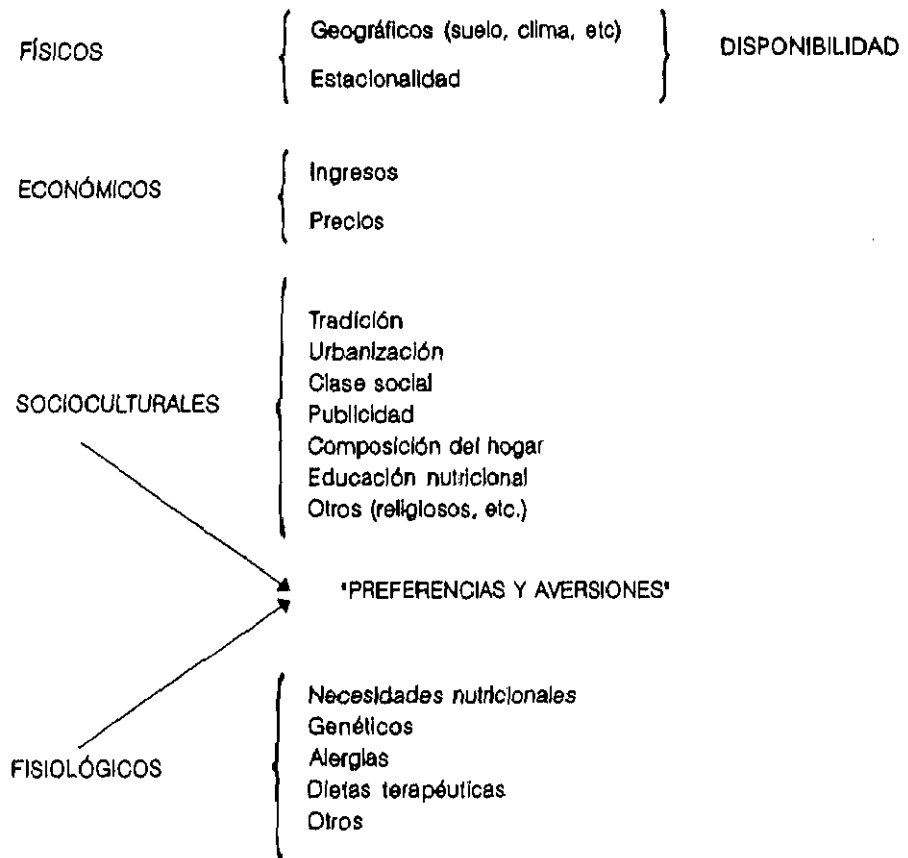 FÍSICOS
Geográficos (suelo, clima, etc)
Estacionalidad
DISPONIBILIDAD
ECONÓMICOS
Ingresos
Precios
SOCIOCULTURALES
Tradición
Urbanización
Clase social
Publicidad
Composición del hogar
Educación nutricional
Otros (religiosos, etc.)
"PREFERENCIAS Y AVERSIONES"
FISIOLÓGICOS
Necesidades nutricionales
Genéticos
Alergias
Dietas terapéuticas
Otros